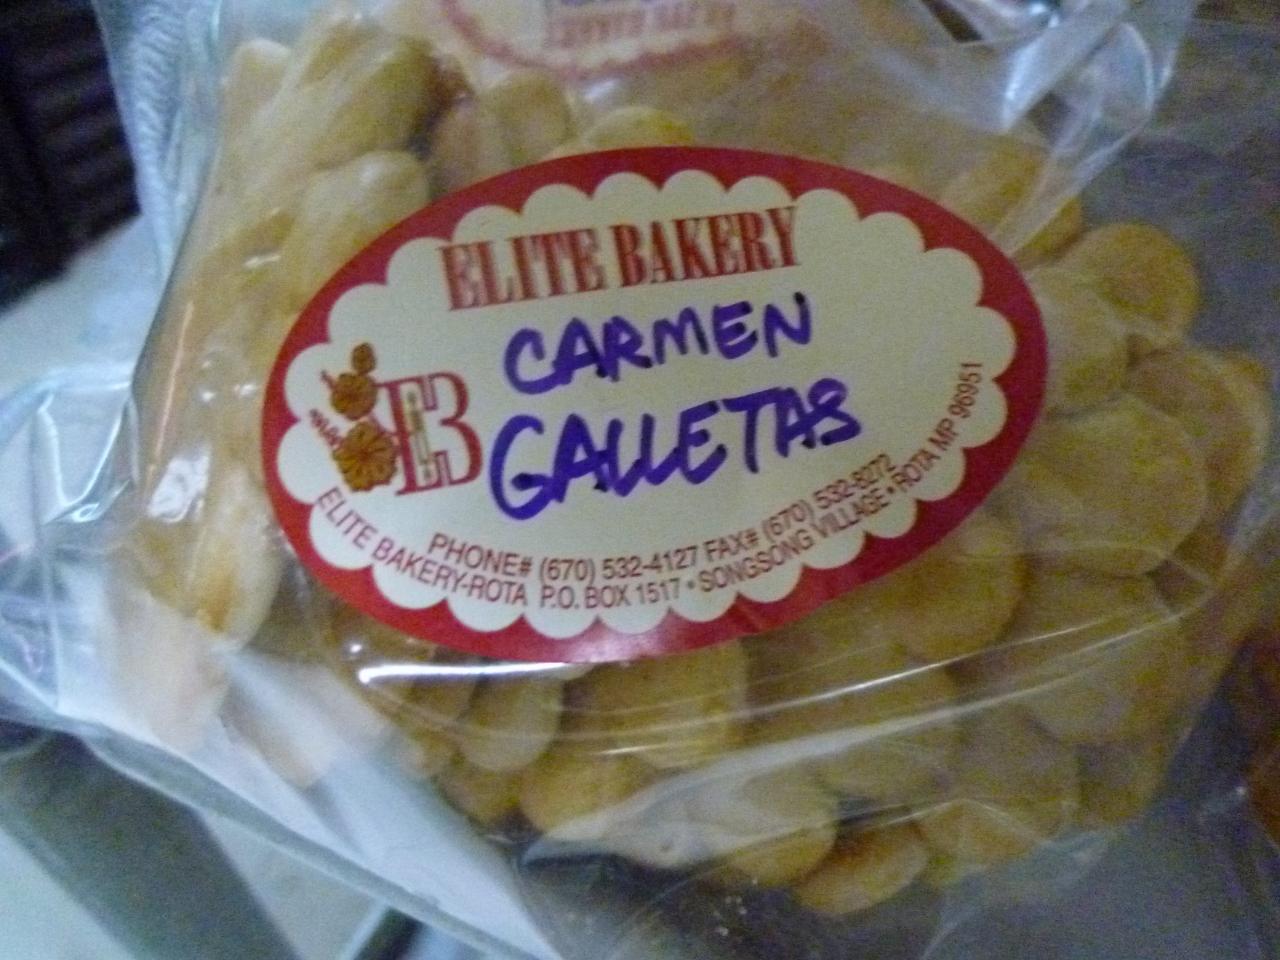 ELITE BAKERY
CARMEN
GALLETAS
EB
PHONE# (670) 532-4127 FAX# (670) 532-8272
ELITE BAKERY-ROTA P.O. BOX 1517 • SONGSONG VILLAGE • ROTA MP 96951